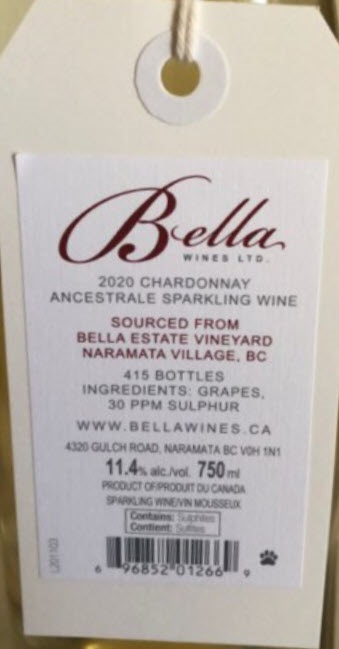 Bella
WINES LTD.
2020 CHARDONNAY
ANCESTRALE SPARKLING WINE
SOURCED FROM
BELLA ESTATE VINEYARD
NARAMATA VILLAGE, BC
415 BOTTLES
INGREDIENTS: GRAPES,
30 PPM SULPHUR
WWW.BELLAWINES.CA
4320 GULCH ROAD, NARAMATA BC V0H 1N1
11.4% alc./vol. 750 ml
PRODUCT OF/PRODUIT DU CANADA
SPARKLING WINE/VIN MOUSSEUX
Contains: Sulphites
Contient: Sulfites
L201103
6 96852 01266 9